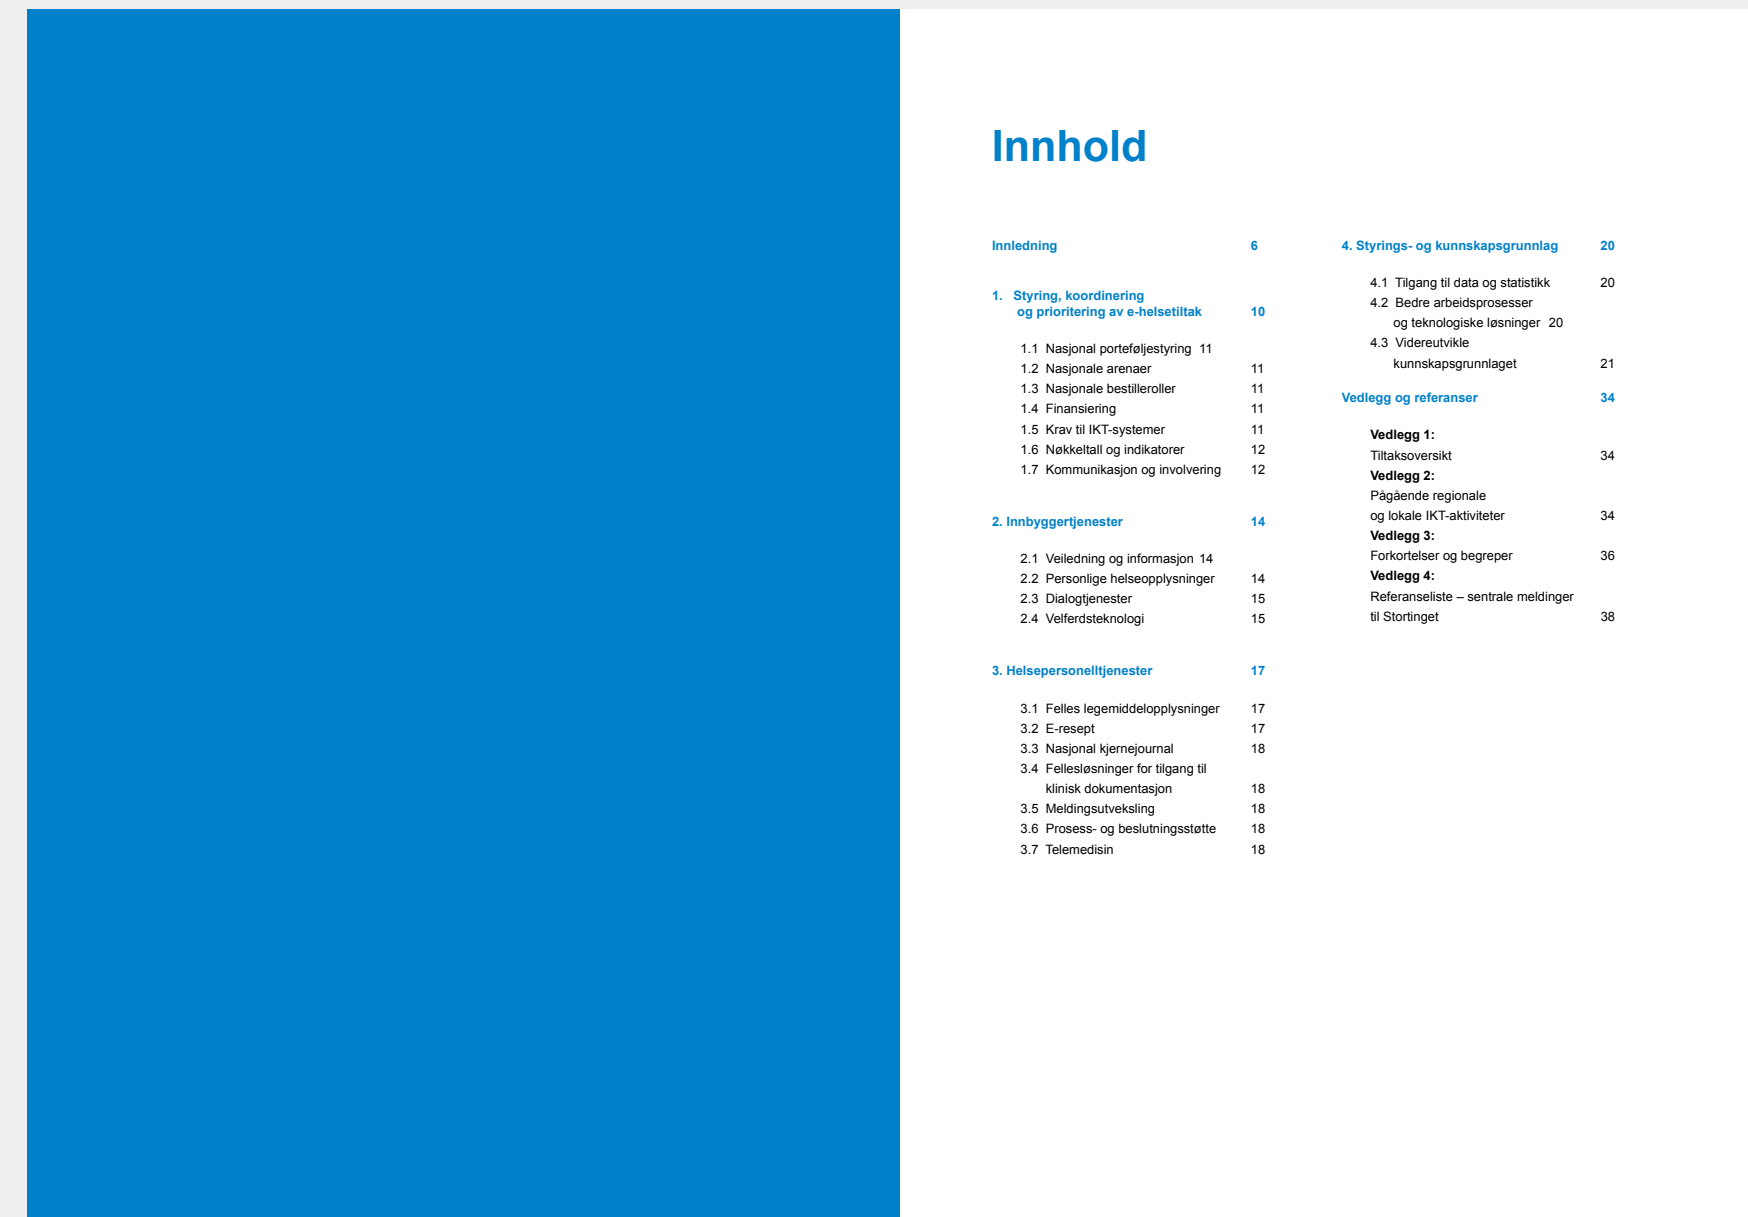 Innhold
Innledning 6
1. Styring, koordinering
og prioritering av e-helsetiltak 10
1.1 Nasjonal porteføljestyring 11
1.2 Nasjonale arenaer 11
1.3 Nasjonale bestilleroller 11
1.4 Finansiering 11
1.5 Krav til IKT-systemer 11
1.6 Nøkkeltall og indikatorer 12
1.7 Kommunikasjon og involvering 12
2. Innbyggertjenester 14
2.1 Veiledning og informasjon 14
2.2 Personlige helseopplysninger 14
2.3 Dialogtjenester 15
2.4 Velferdsteknologi 15
3. Helsepersonelltjenester 17
3.1 Felles legemiddelopplysninger 17
3.2 E-resept 17
3.3 Nasjonal kjernejournal 18
3.4 Fellesløsninger for tilgang til
klinisk dokumentasjon 18
3.5 Meldingsutveksling 18
3.6 Prosess- og beslutningsstøtte 18
3.7 Telemedisin 18
4. Styrings- og kunnskapsgrunnlag 20
4.1 Tilgang til data og statistikk 20
4.2 Bedre arbeidsprosesser
og teknologiske løsninger 20
4.3 Videreutvikle
kunnskapsgrunnlaget 21
Vedlegg og referanser 34
Vedlegg 1:
Tiltaksoversikt 34
Vedlegg 2:
Pågående regionale
og lokale IKT-aktiviteter 34
Vedlegg 3:
Forkortelser og begreper 36
Vedlegg 4:
Referanseliste – sentrale meldinger
til Stortinget 38